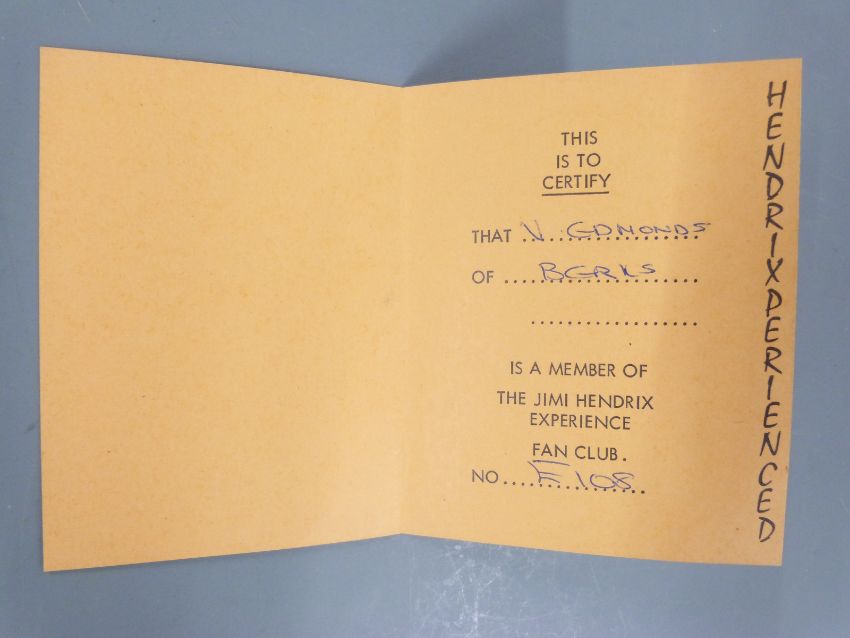 THIS
IS TO
CERTIFY
THAT V. EDMONDS
OF BERKS
IS A MEMBER OF
THE JIMI HENDRIX
EXPERIENCE
FAN CLUB.
NO. E 108
HENDRIXPERIENCED